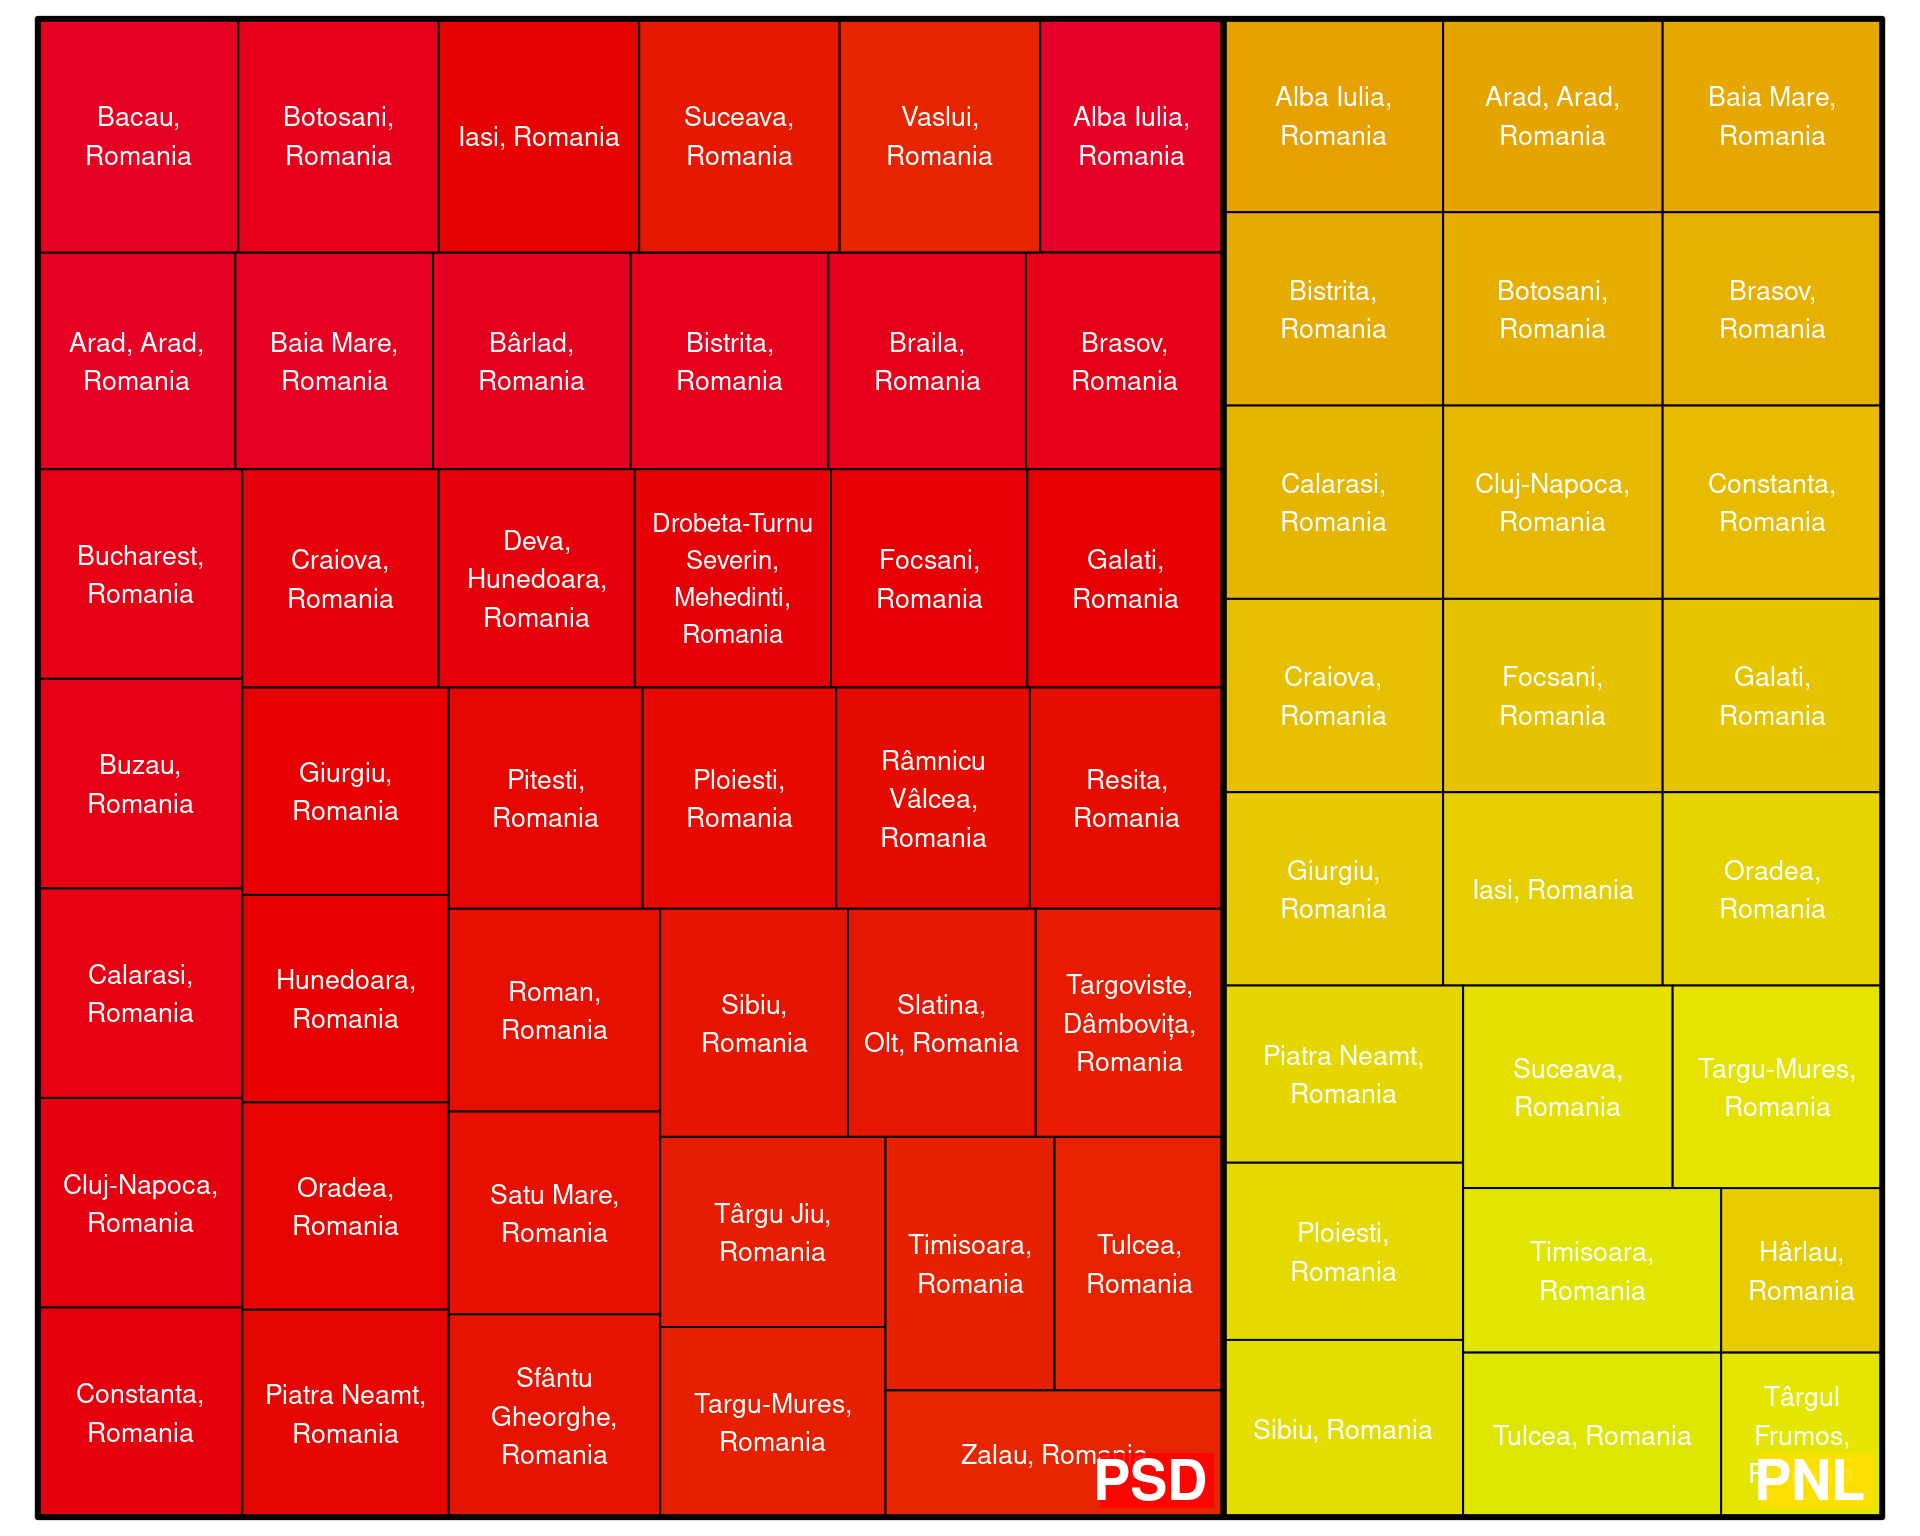 Bacau,
Romania
Botosani,
Romania
Iasi, Romania
Suceava,
Romania
Vaslui,
Romania
Alba Iulia,
Romania
Arad, Arad,
Romania
Baia Mare,
Romania
Bârlad,
Romania
Bistrita,
Romania
Braila,
Romania
Brasov,
Romania
Bucharest,
Romania
Craiova,
Romania
Deva,
Hunedoara,
Romania
Drobeta-Turnu
Severin,
Mehedinti,
Romania
Focsani,
Romania
Galati,
Romania
Buzau,
Romania
Giurgiu,
Romania
Pitesti,
Romania
Ploiesti,
Romania
Râmnicu
Vâlcea,
Romania
Resita,
Romania
Calarasi,
Romania
Hunedoara,
Romania
Roman,
Romania
Sibiu,
Romania
Slatina,
Olt, Romania
Targoviste,
Dâmbovița,
Romania
Cluj-Napoca,
Romania
Oradea,
Romania
Satu Mare,
Romania
Târgu Jiu,
Romania
Timisoara,
Romania
Tulcea,
Romania
Constanta,
Romania
Piatra Neamt,
Romania
Sfântu
Gheorghe,
Romania
Targu-Mures,
Romania
Zalau, Romania
PSD
Alba Iulia,
Romania
Arad, Arad,
Romania
Baia Mare,
Romania
Bistrita,
Romania
Botosani,
Romania
Brasov,
Romania
Calarasi,
Romania
Cluj-Napoca,
Romania
Constanta,
Romania
Craiova,
Romania
Focsani,
Romania
Galati,
Romania
Giurgiu,
Romania
Iasi, Romania
Oradea,
Romania
Piatra Neamt,
Romania
Suceava,
Romania
Targu-Mures,
Romania
Ploiesti,
Romania
Timisoara,
Romania
Hârlau,
Romania
Sibiu, Romania
Tulcea, Romania
Târgul
Frumos,
PNL